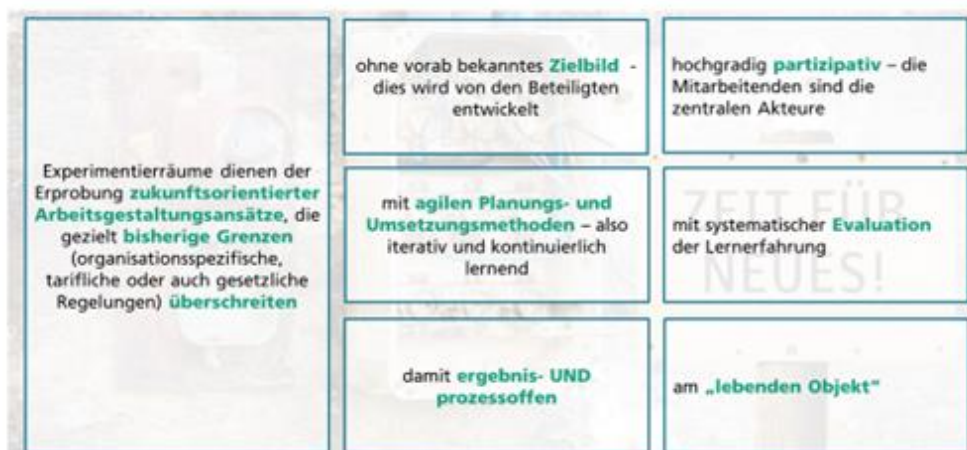 Experimentierräume dienen der
Erprobung zukunftsorientierter
Arbeitsgestaltungsansätze, die
gezielt bisherige Grenzen
(organisationsspezifische,
tarifliche oder auch gesetzliche
Regelungen) überschreiten
ohne vorab bekanntes Zielbild -
dies wird von den Beteiligten
entwickelt
hochgradig partizipativ – die
Mitarbeitenden sind die
zentralen Akteure
mit agilen Planungs- und
Umsetzungsmethoden – also
iterativ und kontinuierlich
lernend
mit systematischer Evaluation
der Lernerfahrung
ZEIT FÜR
NEUES!
damit ergebnis- UND
prozessoffen
am „lebenden Objekt"